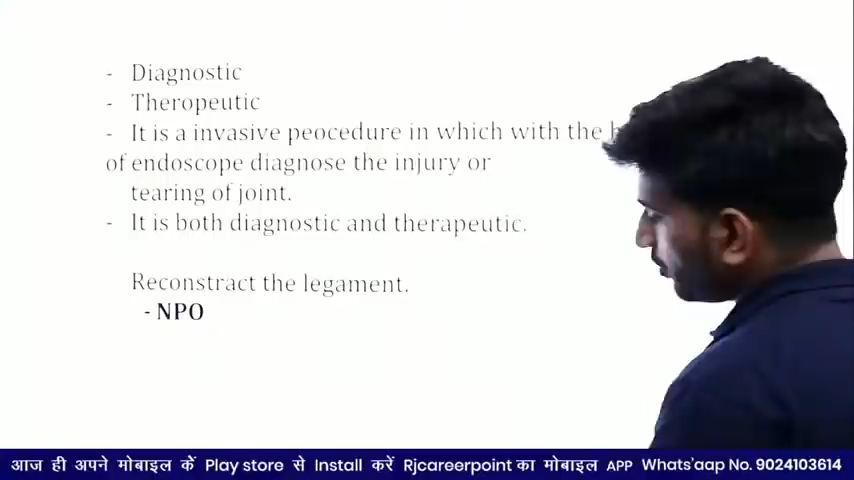 - Diagnostic
- Theropeutic
- It is a invasive peocedure in which with the
of endoscope diagnose the injury or
tearing of joint.
- It is both diagnostic and therapeutic.
Reconstract the legament.
- NPO
आज ही अपने मोबाइल में Play store से Install करें Rjcareerpoint का मोबाइल APP Whats'aap No. 9024103614